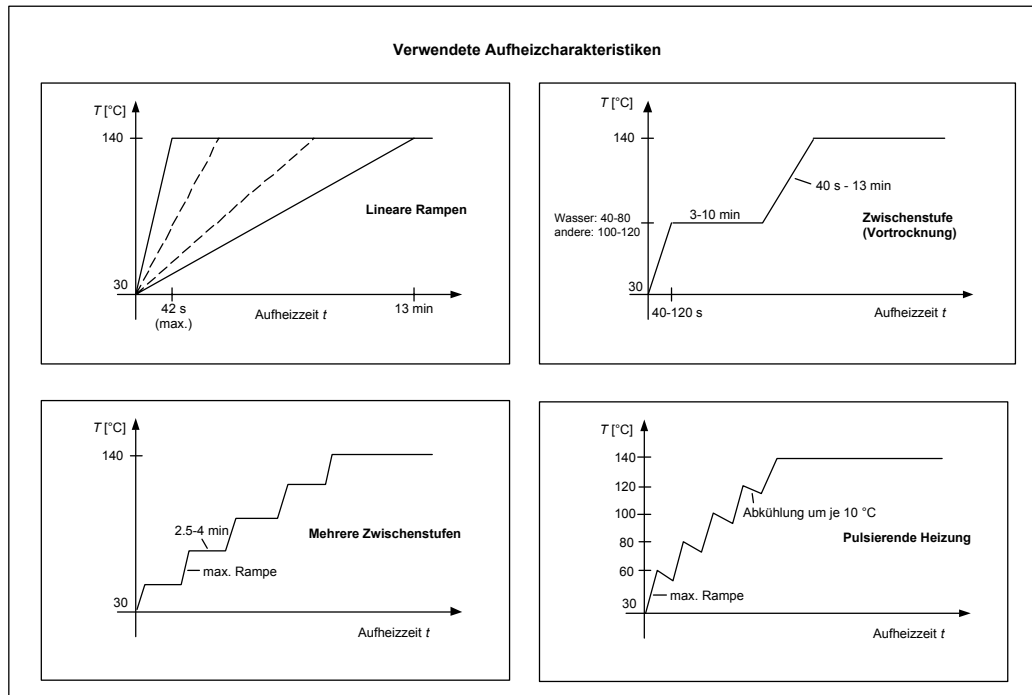 Verwendete Aufheizcharakteristiken
T [°C]
140
Lineare Rampen
30
42 s
(max.)
Aufheizzeit t
13 min
T [°C]
140
40 s - 13 min
3-10 min
Wasser: 40-80
andere: 100-120
Zwischenstufe
(Vortrocknung)
30
40-120 s
Aufheizzeit t
T [°C]
140
2.5-4 min
Mehrere Zwischenstufen
max. Rampe
30
Aufheizzeit t
T [°C]
140
120
Abkühlung um je 10 °C
100
80
Pulsierende Heizung
60
max. Rampe
30
Aufheizzeit t